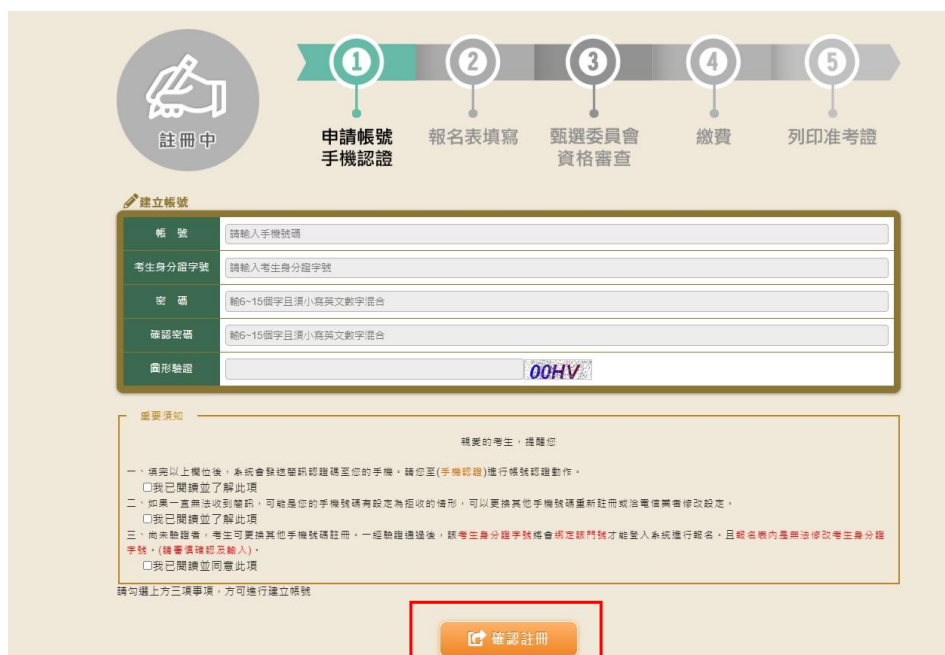 註冊中
1
申請帳號
手機認證
2
報名表填寫
3
甄選委員會
資格審查
4
繳費
5
列印准考證
建立帳號
帳 號
請輸入手機號碼
考生身分證字號
請輸入考生身分證字號
密 碼
輸6~15個字且須小寫英文數字混合
確認密碼
輸6~15個字且須小寫英文數字混合
圖形驗證
00HV
重要須知
親愛的考生，提醒您
一、填完以上欄位後，系統會發送簡訊認證碼至您的手機。請您至(手機認證)進行帳號認證動作。
我已閱讀並了解此項
二、如果一直無法收到簡訊，可能是您的手機號碼有設定為拒收的情形，可以更換其他手機號碼重新註冊或洽電信業者修改設定。
我已閱讀並了解此項
三、尚未驗證者，考生可更換其他手機號碼註冊。一經驗證通過後，該考生身分證字號將會綁定該門號才能登入系統進行報名。且報名表內是無法修改考生身分證
字號。(請審慎確認及輸入)。
我已閱讀並同意此項
請勾選上方三項事項，方可進行建立帳號
確認註冊